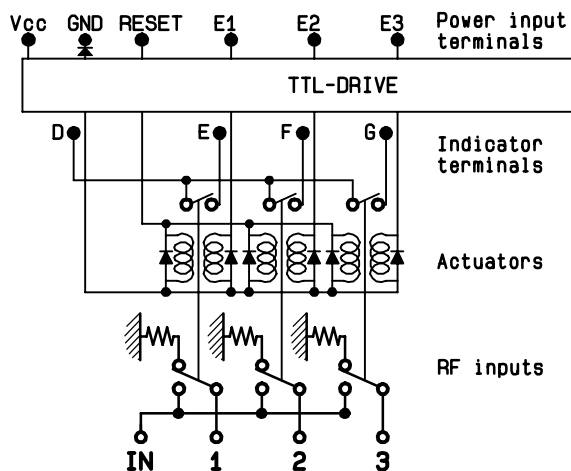 Vcc GND RESET E1 E2 E3 Power input
terminals
TTL-DRIVE
D E F G Indicator
terminals
Actuators
RF inputs
IN 1 2 3